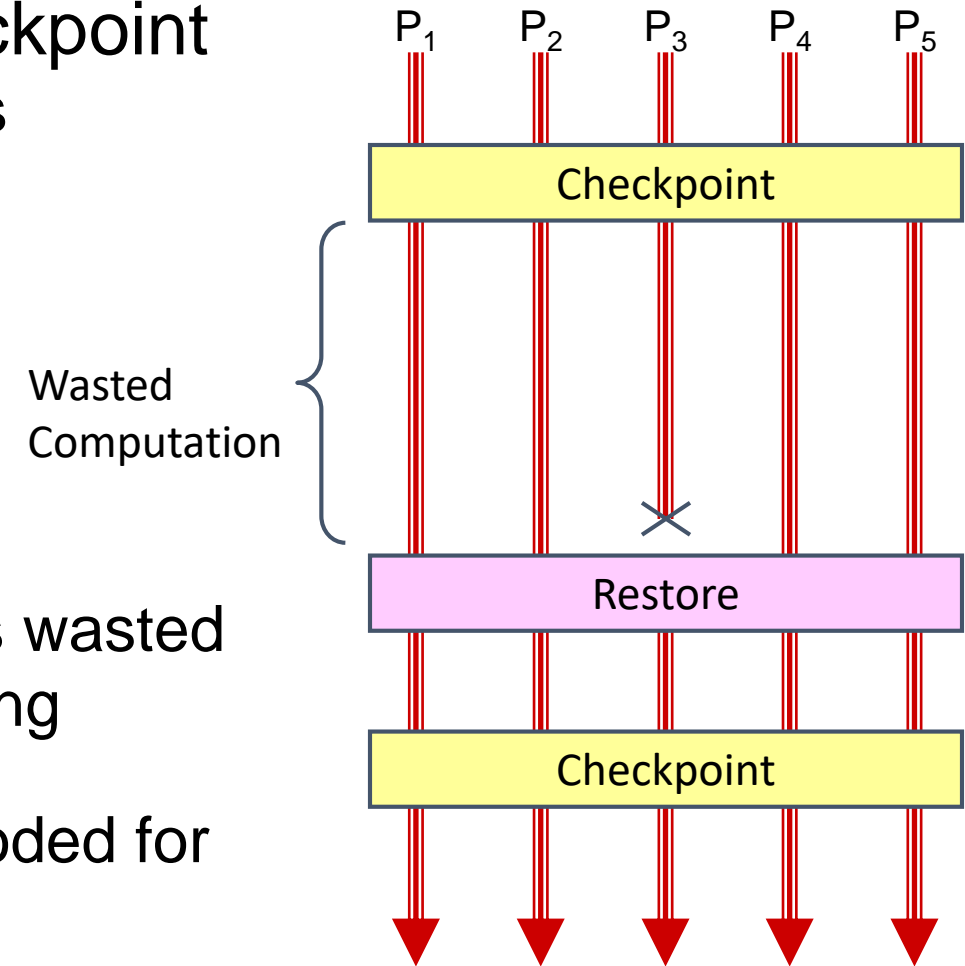 ckpoint
s
P1 P2 P3 P4 P5
Checkpoint
Wasted
Computation
Restore
s wasted
ng
Checkpoint
oded for